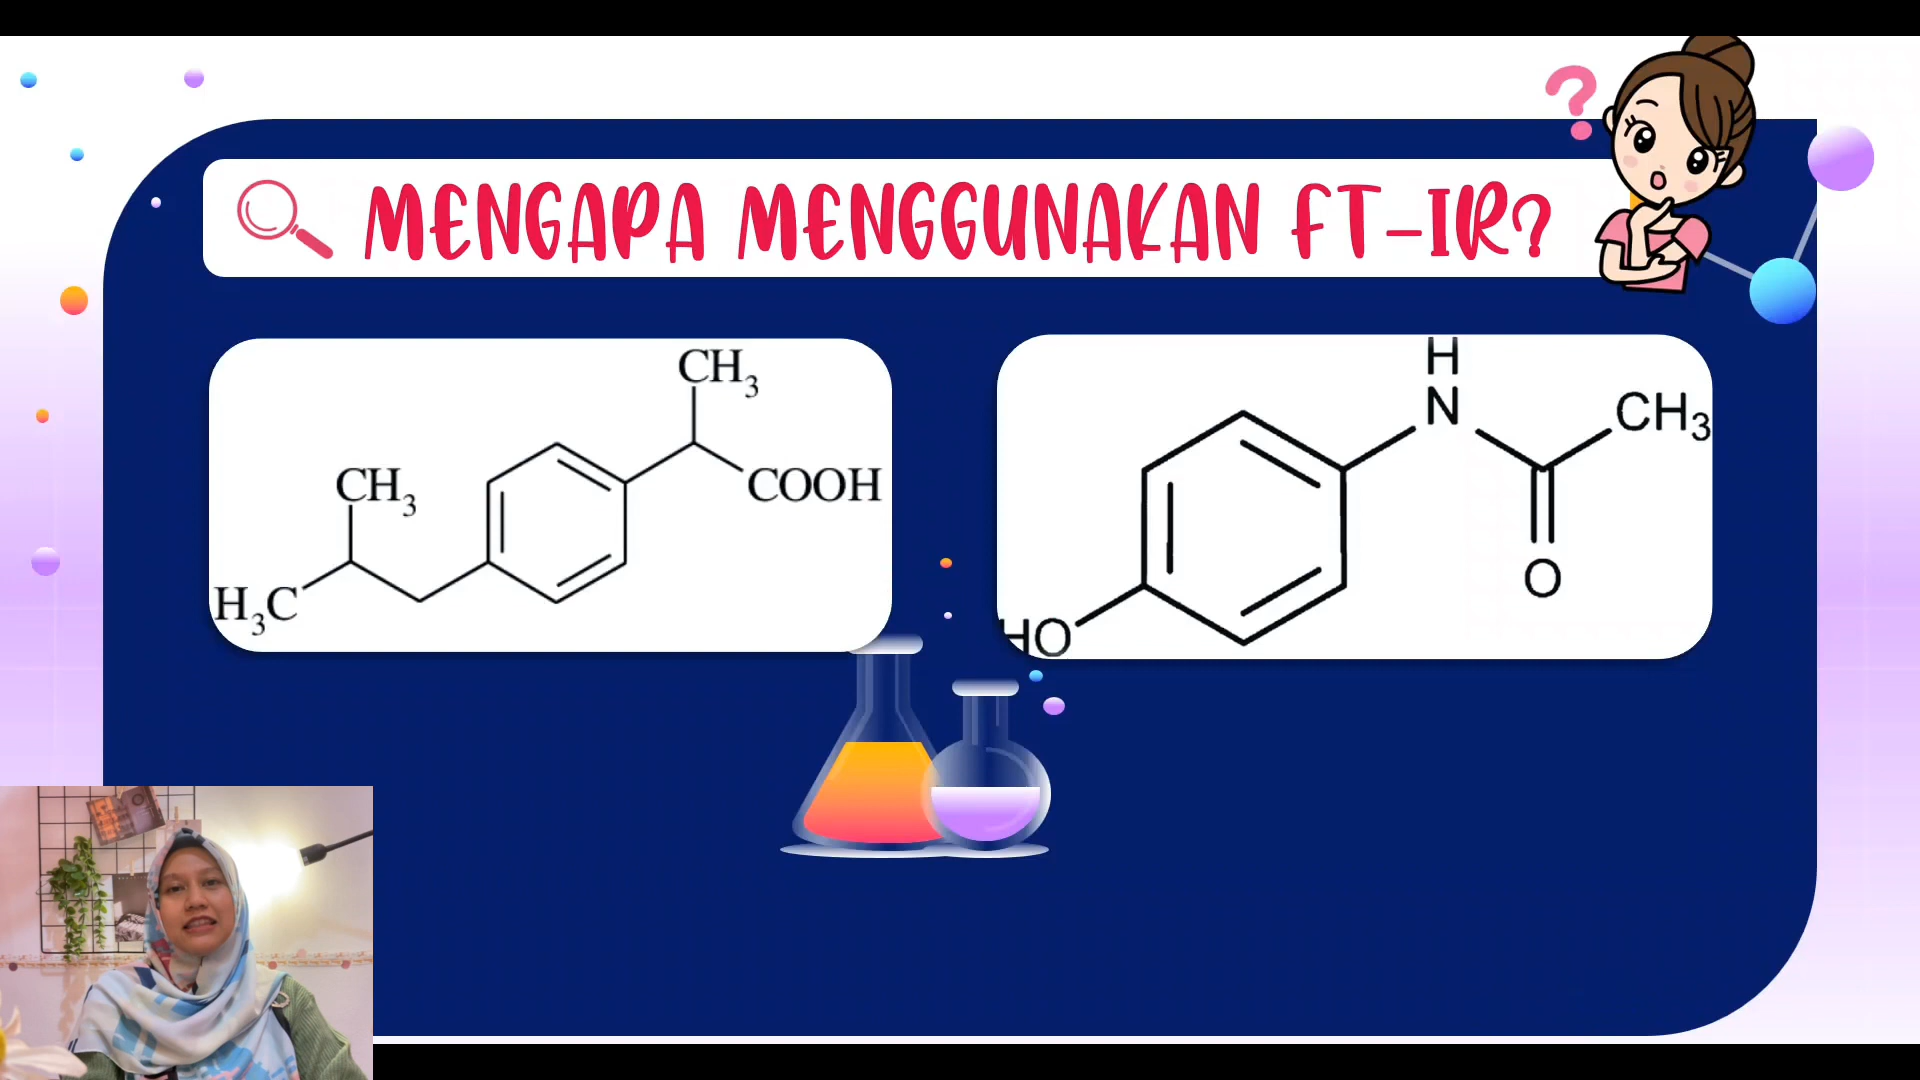 MENGAPA MENGGUNAKAN FT-IR?
?
CH3
COOH
CH3
H3C
H
N
CH3
O
HO